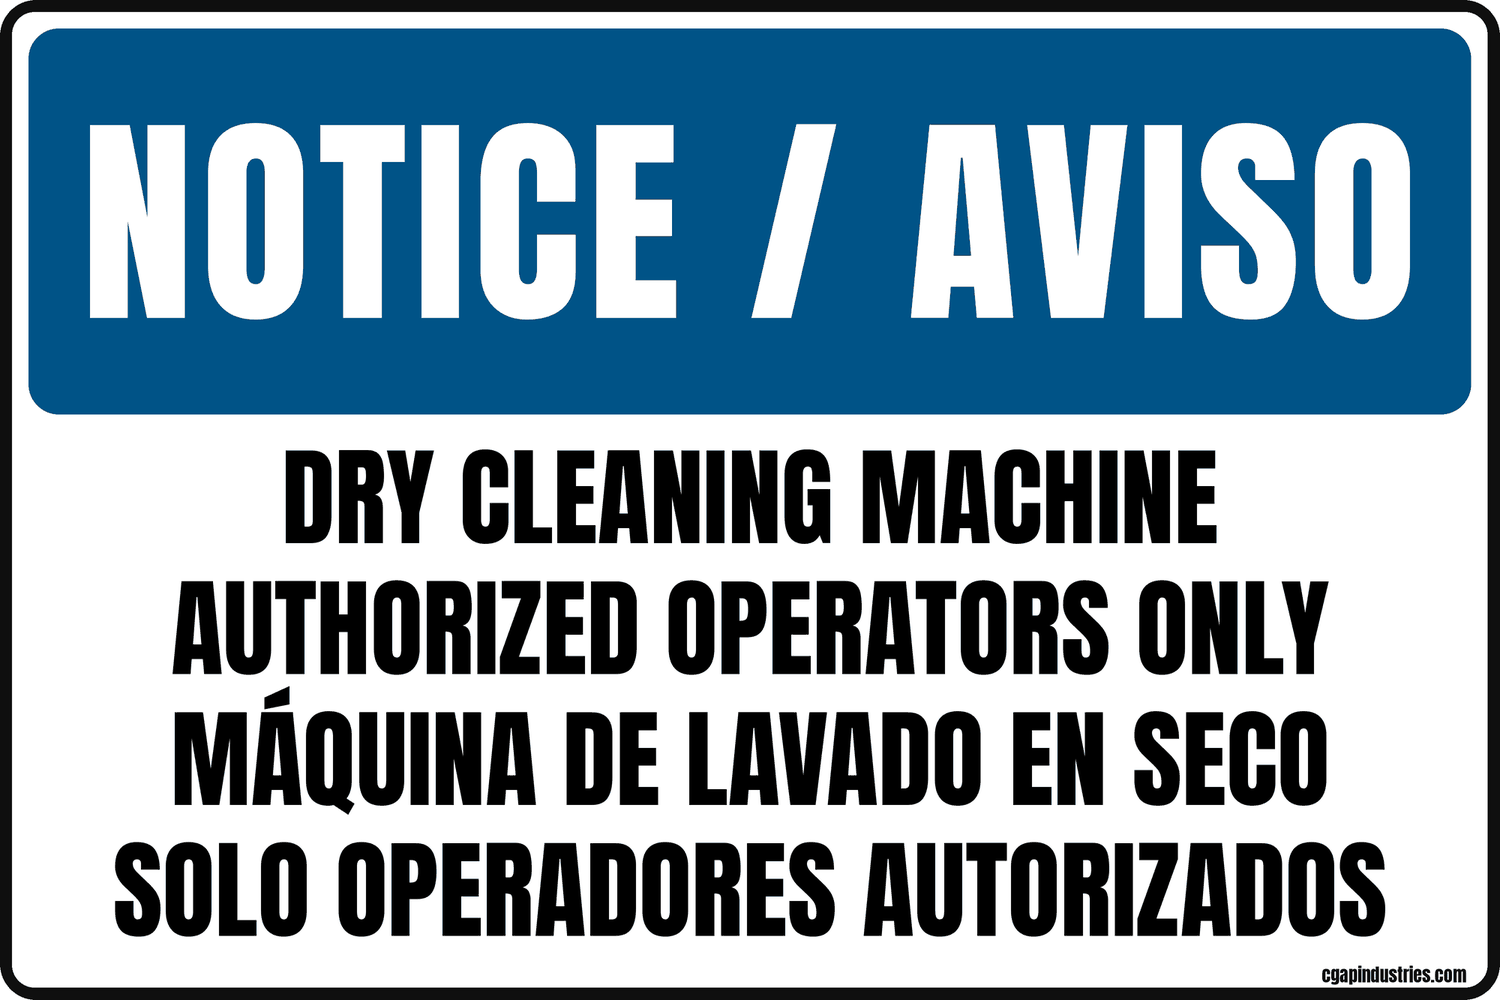 NOTICE / AVISO
DRY CLEANING MACHINE
AUTHORIZED OPERATORS ONLY
MÁQUINA DE LAVADO EN SECO
SOLO OPERADORES AUTORIZADOS
cgapindustries.com